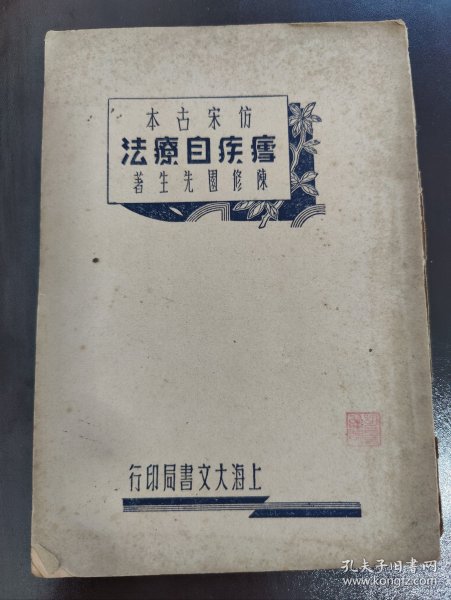 仿宋古本
瘧疾自療法
陳修園先生著
上海大文書局印行
孔夫子旧书网
www.kongfz.com